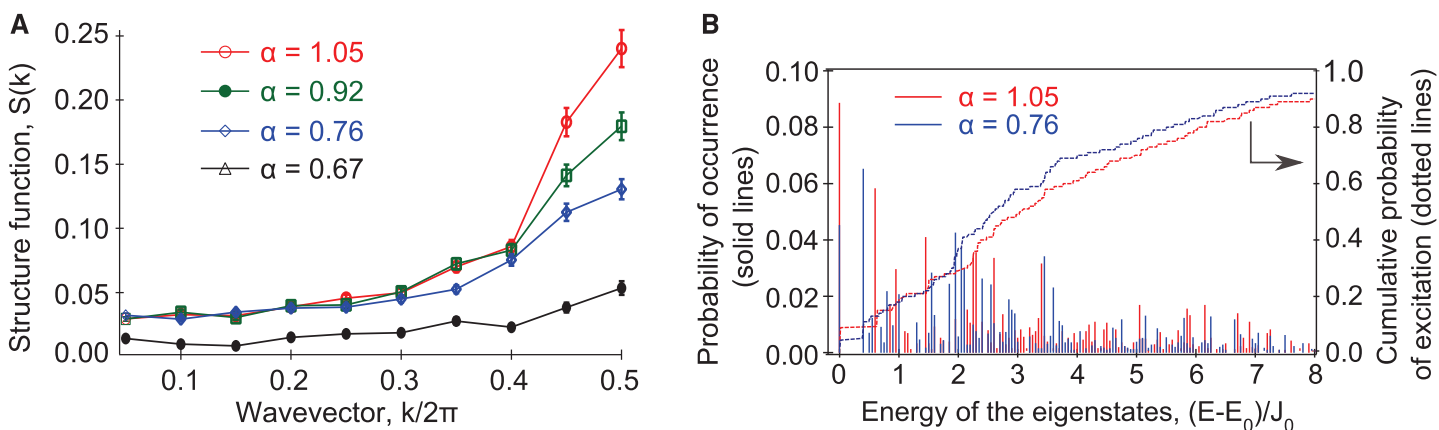 A
Structure function, S(k)
0.25
0.20
0.15
0.10
0.05
0.00
α = 1.05
α = 0.92
α = 0.76
α = 0.67
0.1 0.2 0.3 0.4 0.5
Wavevector, k/2π
B
Probability of occurrence
(solid lines)
0.10
0.08
0.06
0.04
0.02
0.00
α = 1.05
α = 0.76
1.0
0.8
0.6
0.4
0.2
0.0
Cumulative probability
of excitation (dotted lines)
0 1 2 3 4 5 6 7 8
Energy of the eigenstates, (E-E₀)/J₀